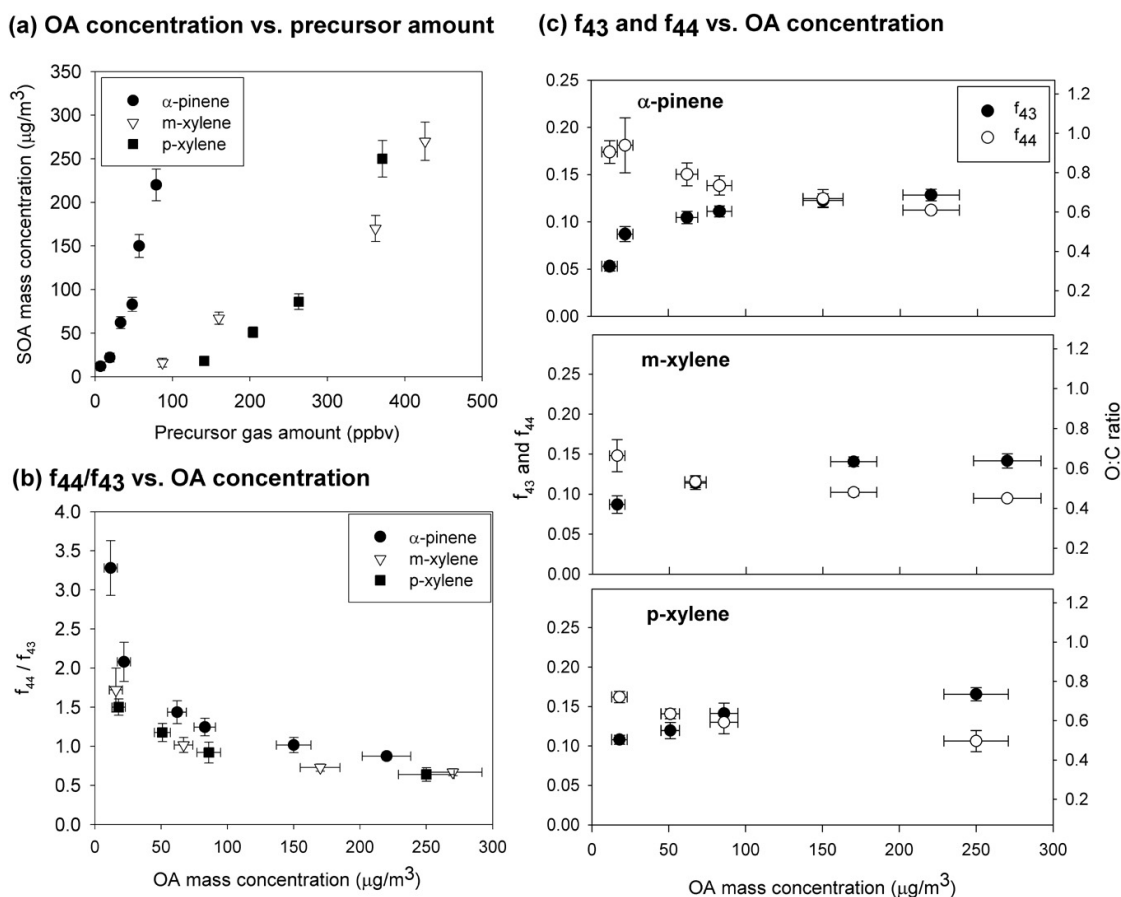 (a) OA concentration vs. precursor amount
SOA mass concentration (μg/m3)
350
300
250
200
150
100
50
0
α-pinene
m-xylene
p-xylene
0 100 200 300 400 500
Precursor gas amount (ppbv)
(b) f44/f43 vs. OA concentration
f44 / f43
4.0
3.5
3.0
2.5
2.0
1.5
1.0
0.5
0.0
α-pinene
m-xylene
p-xylene
0 50 100 150 200 250 300
OA mass concentration (μg/m3)
(c) f43 and f44 vs. OA concentration
α-pinene
f43
f44
0.25
0.20
0.15
0.10
0.05
0.00
1.2
1.0
0.8
0.6
0.4
0.2
m-xylene
f43 and f44
O:C ratio
0.25
0.20
0.15
0.10
0.05
0.00
1.2
1.0
0.8
0.6
0.4
0.2
p-xylene
0.25
0.20
0.15
0.10
0.05
0.00
1.2
1.0
0.8
0.6
0.4
0.2
0 50 100 150 200 250 300
OA mass concentration (μg/m3)